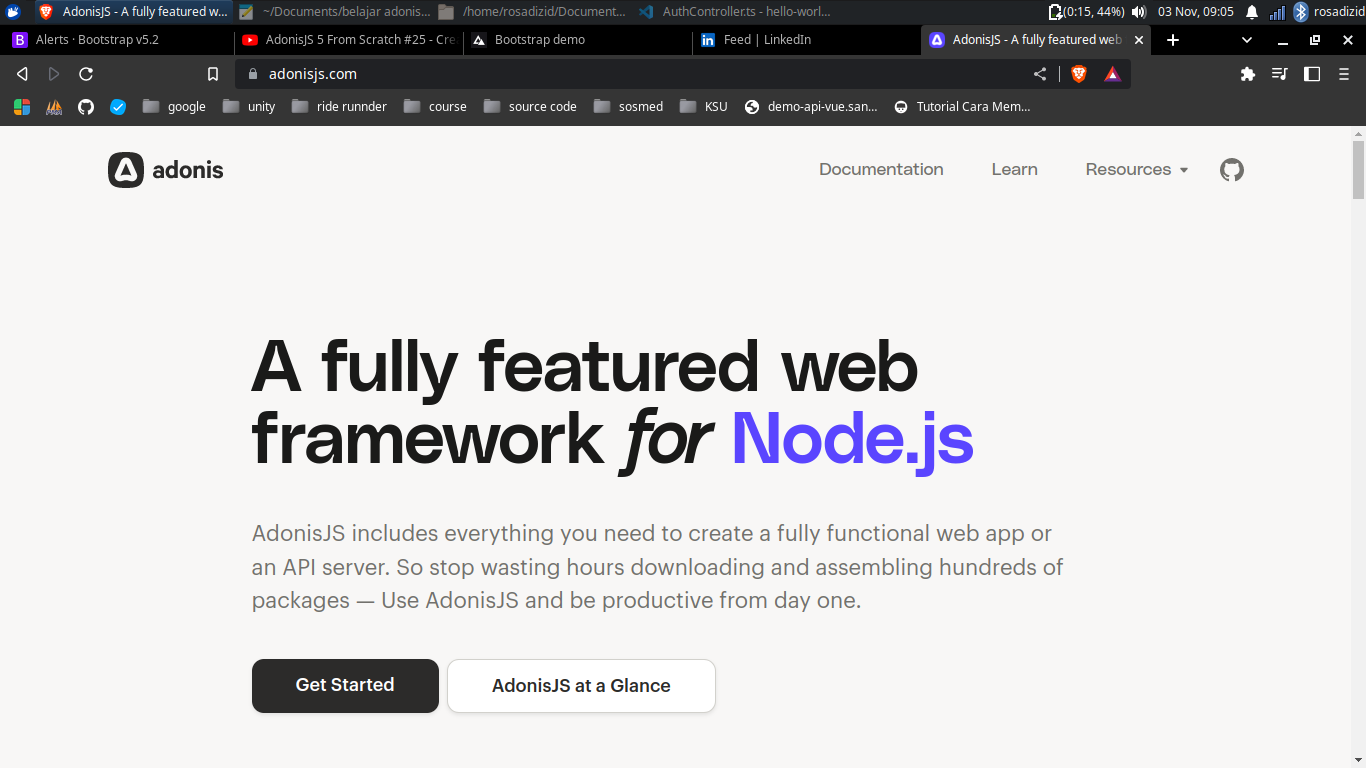 AdonisJS - A fully featured w...
~/Documents/belajar adonis...
/home/rosadizid/Document...
AuthController.ts - hello-worl...
(0:15, 44%)
03 Nov, 09:05
rosadizid
Alerts · Bootstrap v5.2
AdonisJS 5 From Scratch #25 - Cre
Bootstrap demo
Feed | LinkedIn
AdonisJS - A fully featured web
adonisjs.com
google
unity
ride runnder
course
source code
sosmed
KSU
demo-api-vue.san...
Tutorial Cara Mem...
adonis
Documentation
Learn
Resources
A fully featured web
framework for Node.js
AdonisJS includes everything you need to create a fully functional web app or
an API server. So stop wasting hours downloading and assembling hundreds of
packages — Use AdonisJS and be productive from day one.
Get Started
AdonisJS at a Glance